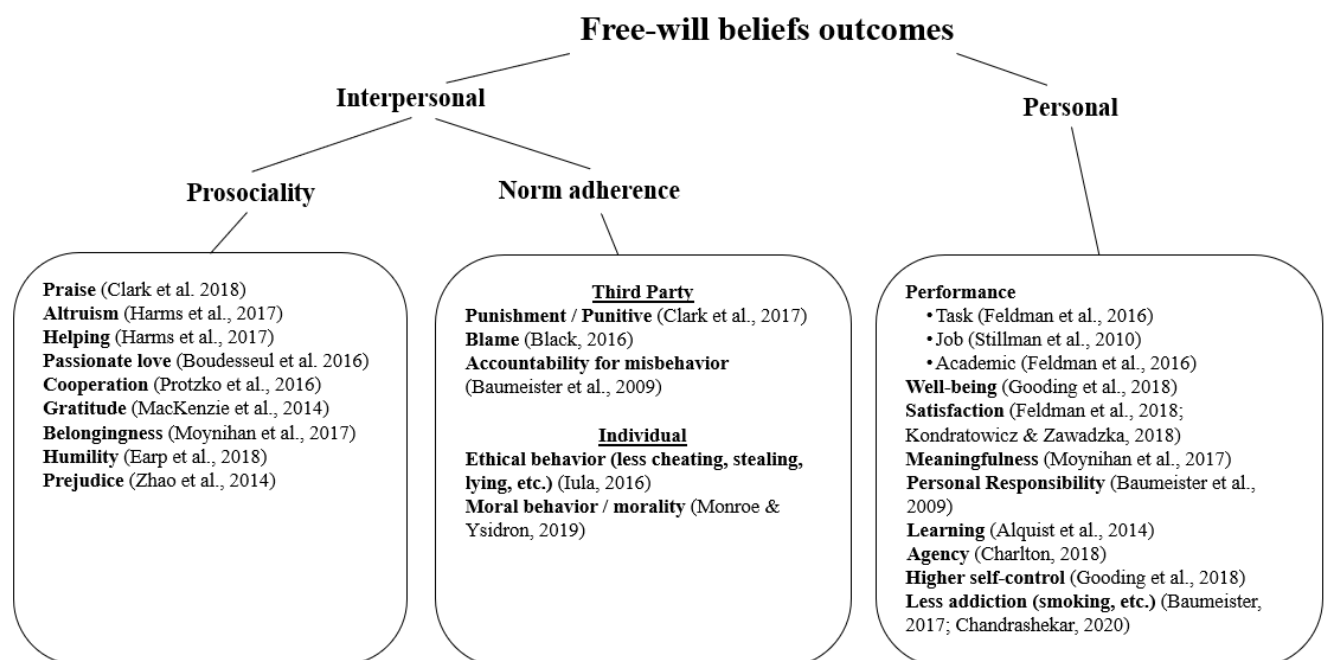 Free-will beliefs outcomes
Interpersonal
Personal
Prosociality
Norm adherence
Praise (Clark et al. 2018)
Altruism (Harms et al., 2017)
Helping (Harms et al., 2017)
Passionate love (Boudesseul et al. 2016)
Cooperation (Protzko et al., 2016)
Gratitude (MacKenzie et al., 2014)
Belongingness (Moynihan et al., 2017)
Humility (Earp et al., 2018)
Prejudice (Zhao et al., 2014)
Third Party
Punishment / Punitive (Clark et al., 2017)
Blame (Black, 2016)
Accountability for misbehavior
(Baumeister et al., 2009)
Individual
Ethical behavior (less cheating, stealing,
lying, etc.) (Iula, 2016)
Moral behavior / morality (Monroe &
Ysidron, 2019)
Performance
• Task (Feldman et al., 2016)
• Job (Stillman et al., 2010)
• Academic (Feldman et al., 2016)
Well-being (Gooding et al., 2018)
Satisfaction (Feldman et al., 2018;
Kondratowicz & Zawadzka, 2018)
Meaningfulness (Moynihan et al., 2017)
Personal Responsibility (Baumeister et al.,
2009)
Learning (Alquist et al., 2014)
Agency (Charlton, 2018)
Higher self-control (Gooding et al., 2018)
Less addiction (smoking, etc.) (Baumeister,
2017; Chandrashekar, 2020)